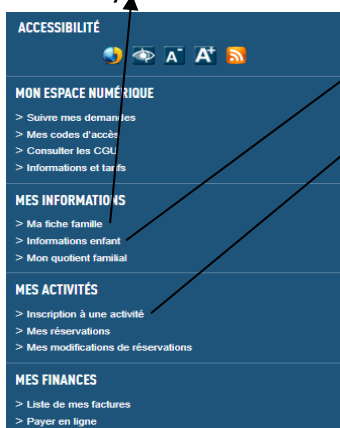 ACCESSIBILITÉ
A- A+
MON ESPACE NUMÉRIQUE
> Suivre mes demandes
> Mes codes d'accès
> Consulter les CGU
> Informations et tarifs
MES INFORMATIONS
> Ma fiche famille
> Informations enfant
> Mon quotient familial
MES ACTIVITÉS
> Inscription à une activité
> Mes réservations
> Mes modifications de réservations
MES FINANCES
> Liste de mes factures
> Payer en ligne